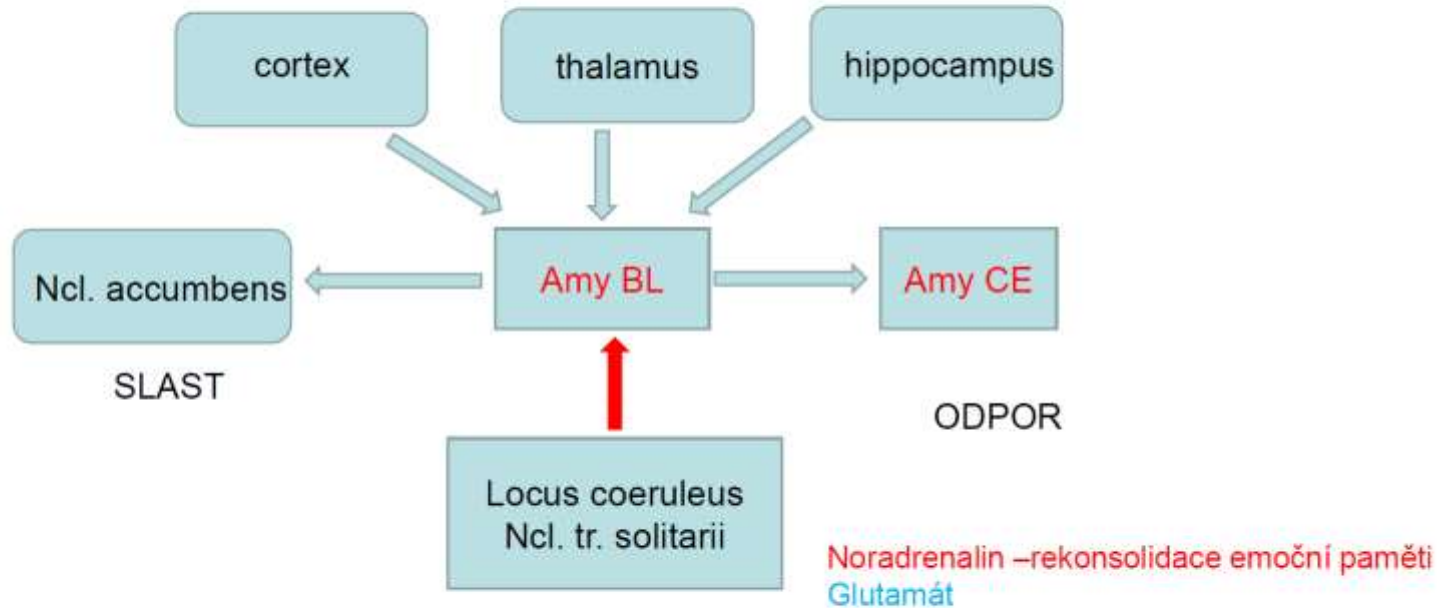 cortex
thalamus
hippocampus
Ncl. accumbens
Amy BL
Amy CE
SLAST
ODPOR
Locus coeruleus
Ncl. tr. solitarii
Noradrenalin –rekonsolidace emoční paměti
Glutamát